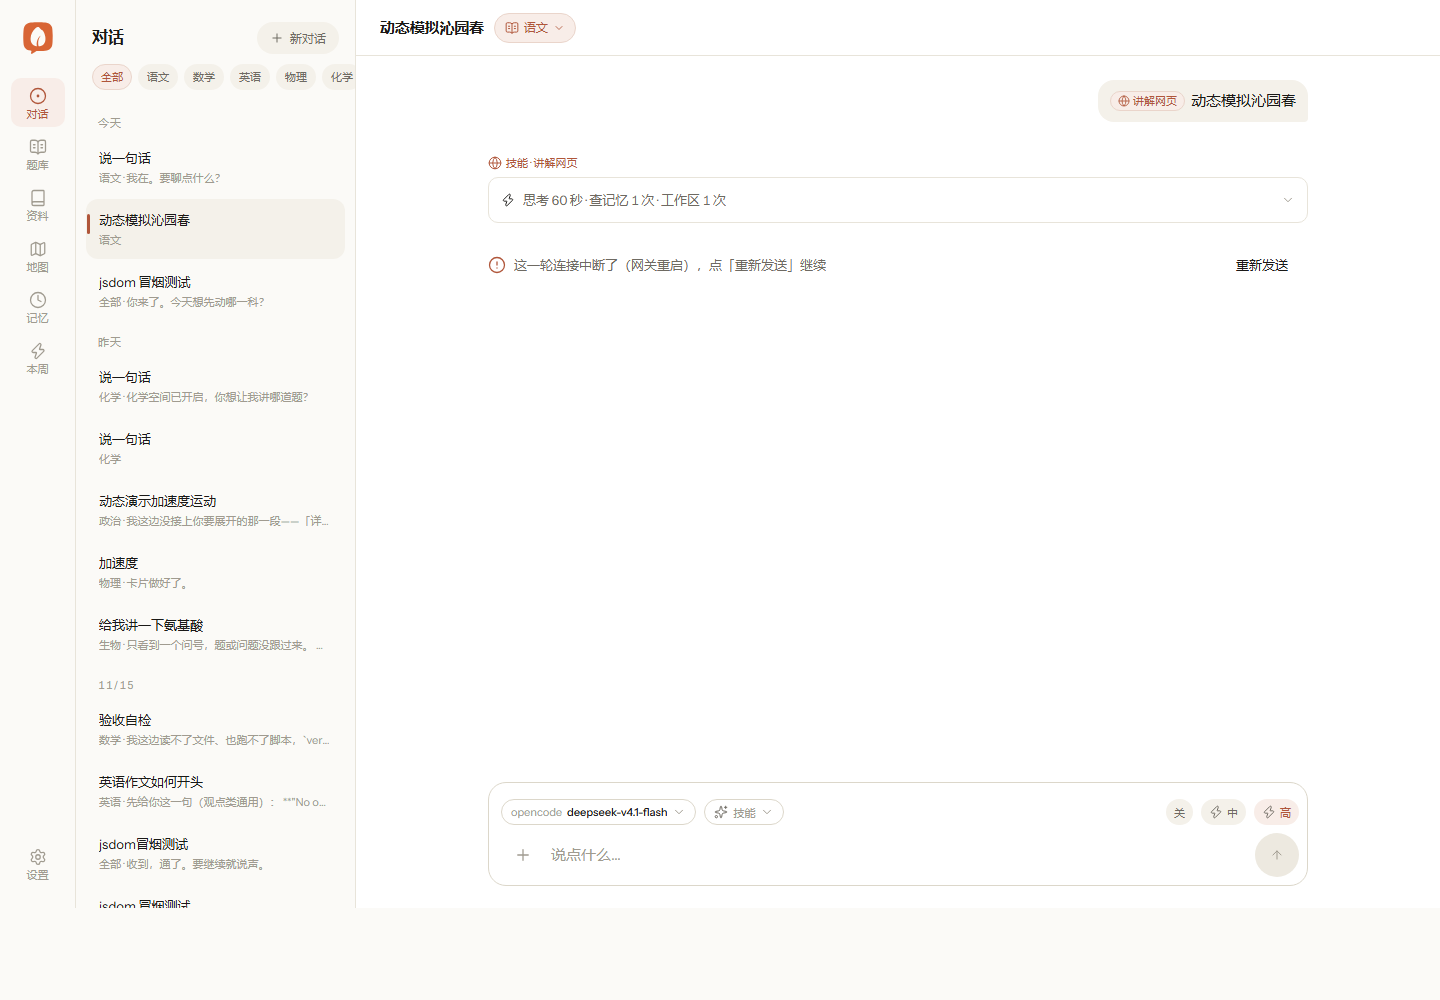 对话
题库
资料
地图
记忆
本周
设置
对话
新对话
全部
语文
数学
英语
物理
化学
今天
说一句话
语文·我在。要聊点什么？
动态模拟沁园春
语文
jsdom 冒烟测试
全部·你来了。今天想先动哪一科？
昨天
说一句话
化学·化学空间已开启，你想让我讲哪道题？
说一句话
化学
动态演示加速度运动
政治·我这边没接上你要展开的那一段——「详…
加速度
物理·卡片做好了。
给我讲一下氨基酸
生物·只看到一个问号，题或问题没跟过来。 …
11/15
验收自检
数学·我这边读不了文件、也跑不了脚本，`ver…
英语作文如何开头
英语·先给你这一句（观点类通用）： **"No o…
jsdom冒烟测试
全部·收到，通了。要继续就说声。
jsdom 冒烟测试
动态模拟沁园春
语文
讲解网页 动态模拟沁园春
技能·讲解网页
思考 60 秒·查记忆 1 次·工作区 1 次
这一轮连接中断了（网关重启），点「重新发送」继续
重新发送
opencode deepseek-v4.1-flash
技能
关
中
高
说点什么...